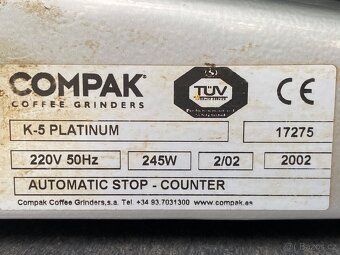 COMPAK®
COFFEE GRINDERS
TÜV
CE
K-5 PLATINUM
17275
220V 50Hz
245W
2/02
2002
AUTOMATIC STOP - COUNTER
Compak Coffee Grinders,s.a. Tel. +34 93.7031300 www.compak.es